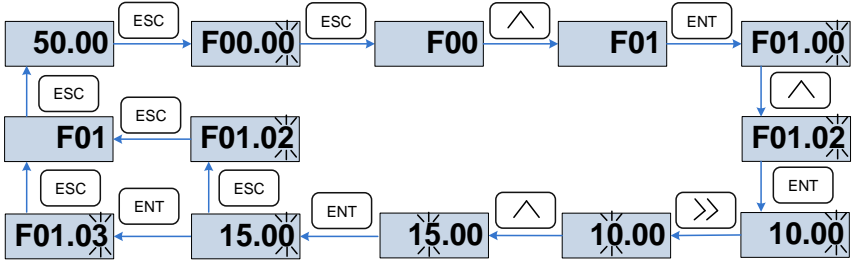 50.00 ESC F00.00 ESC F00 F01 ENT F01.00
ESC
F01 ESC F01.02 F01.02
ESC ESC ENT
F01.03 ENT 15.00 ENT 15.00 10.00 10.00